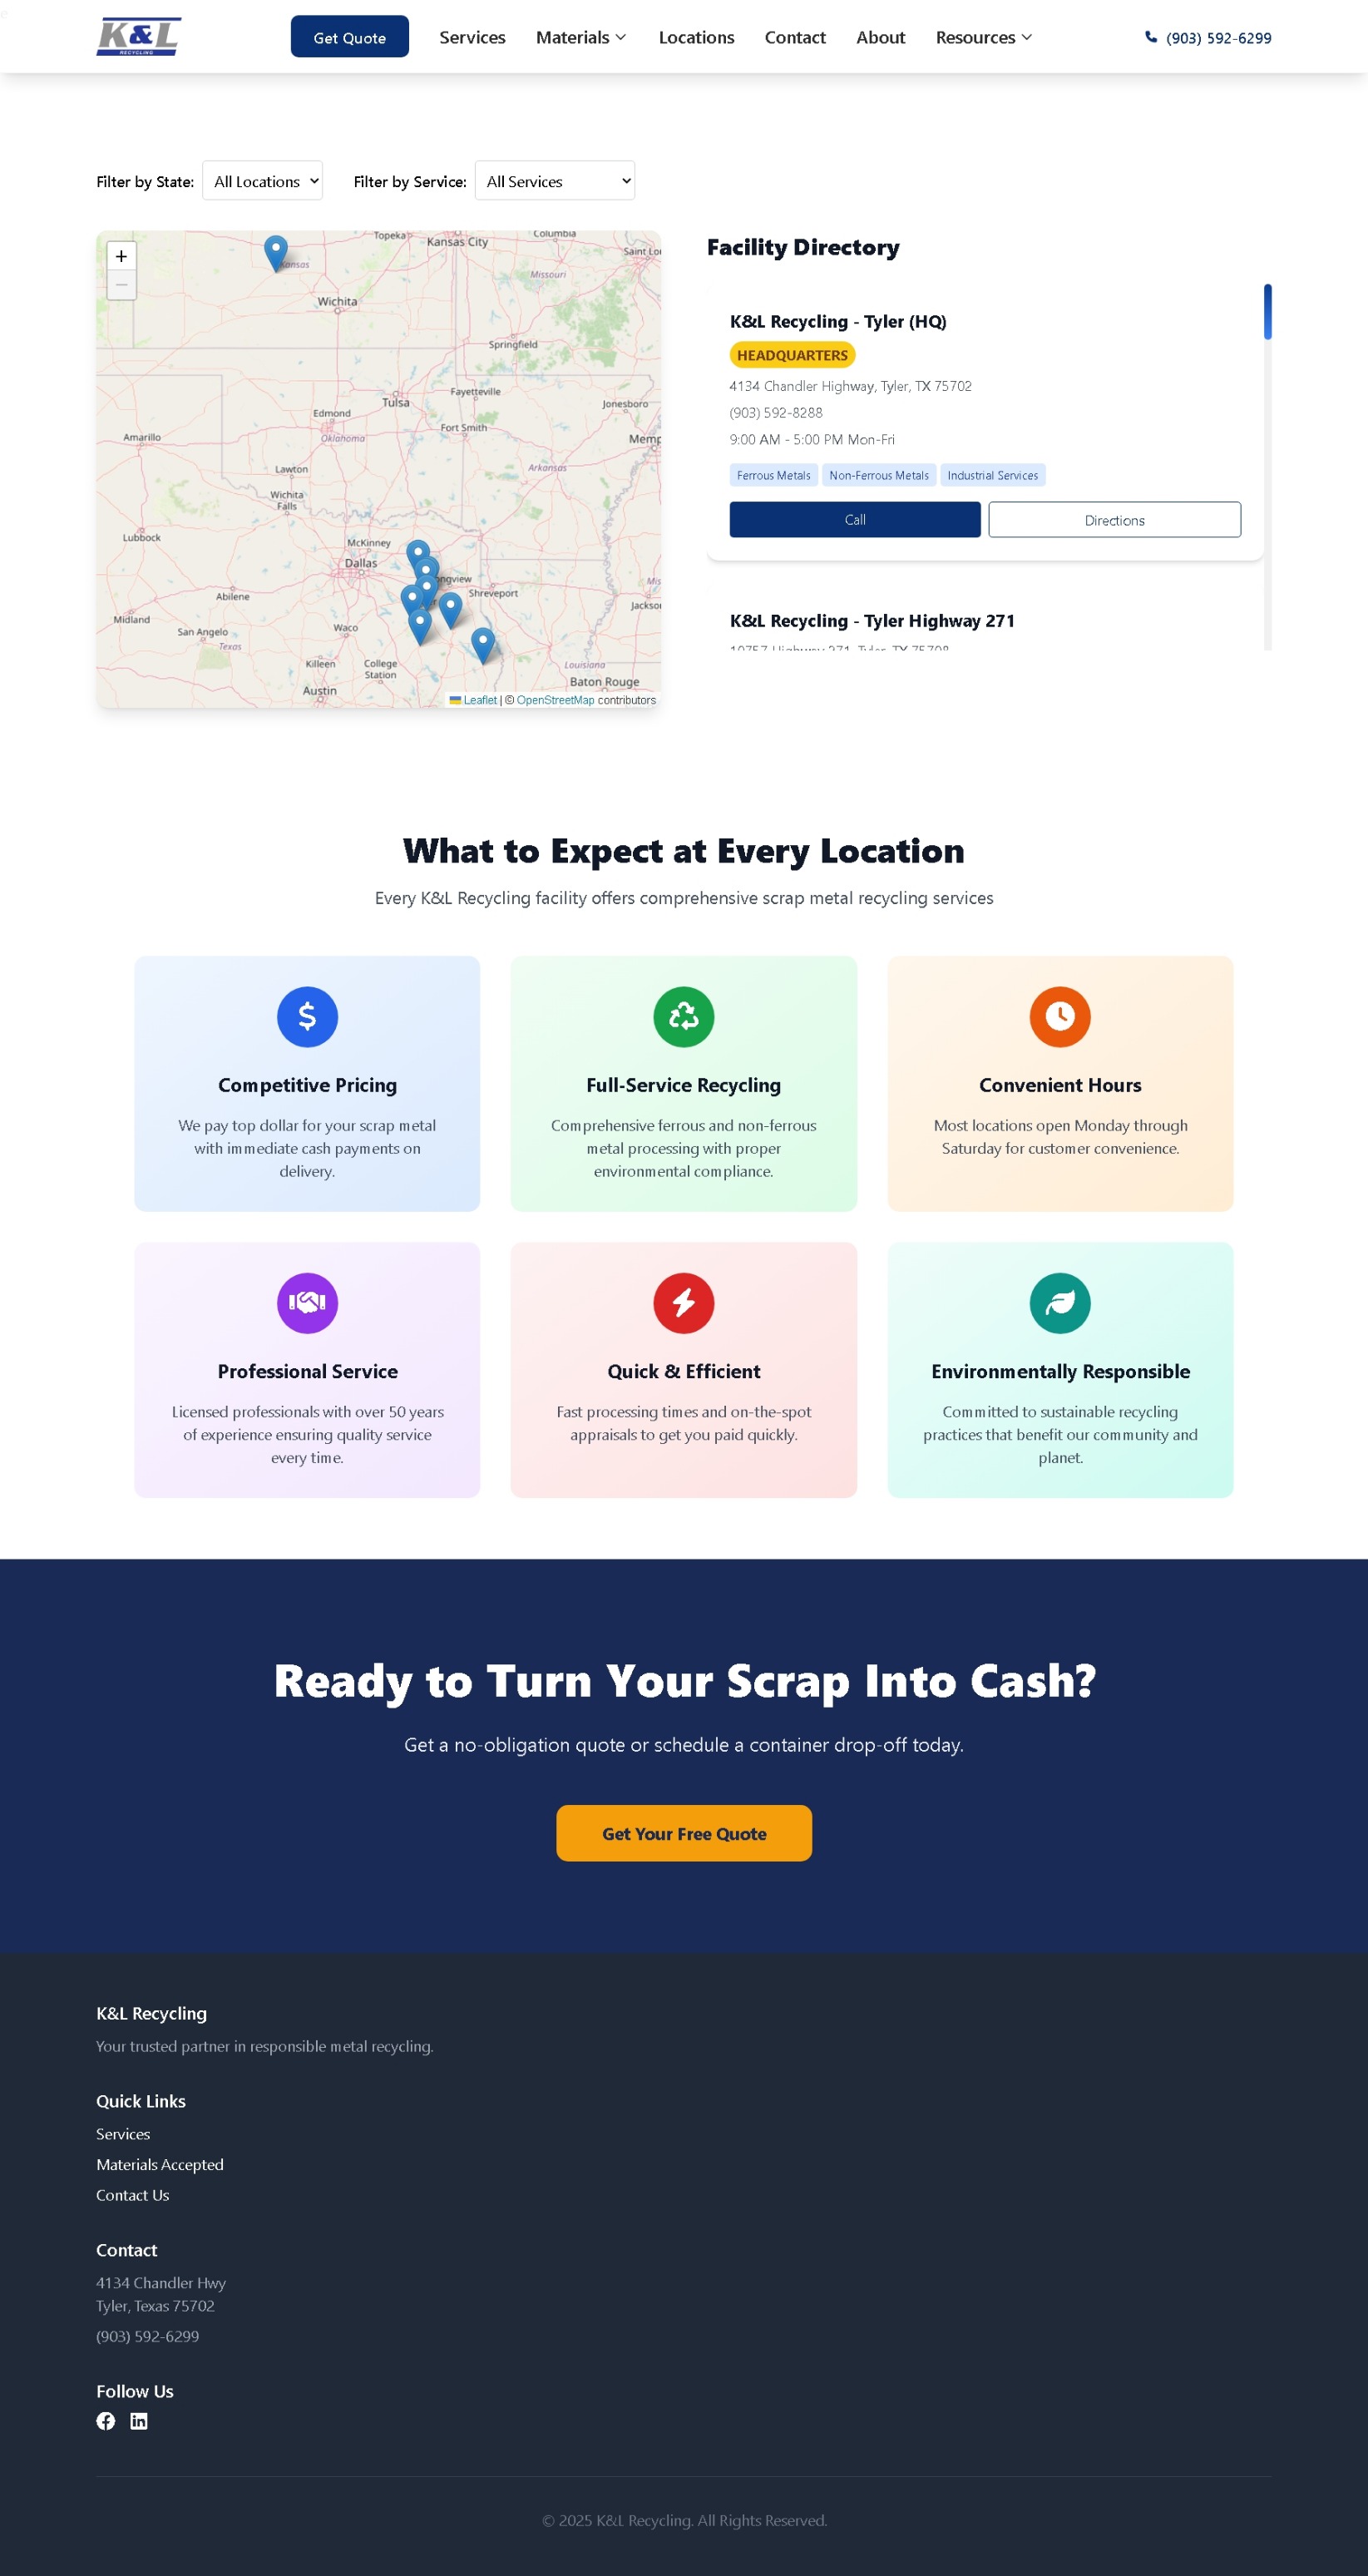 K&L
RECYCLING
Get Quote
Services
Materials
Locations
Contact
About
Resources
(903) 592-6299
Filter by State:
All Locations
Filter by Service:
All Services
+
−
Topeka
Kansas City
Columbia
Saint Lo
Kansas
Missouri
Wichita
Springfield
Fayetteville
Jonesboro
Tulsa
Edmond
Oklahoma
Fort Smith
Amarillo
Memp
Lawton
Arkansas
Wichita
Falls
Lubbock
McKinney
Dallas
ongview
Shreveport
Mis
Abilene
Jackso
Midland
San Angelo
Waco
Texas
Killeen
College
Station
Louisiana
Baton Rouge
Austin
Leaflet | © OpenStreetMap contributors
Facility Directory
K&L Recycling - Tyler (HQ)
HEADQUARTERS
4134 Chandler Highway, Tyler, TX 75702
(903) 592-8288
9:00 AM - 5:00 PM Mon-Fri
Ferrous Metals
Non-Ferrous Metals
Industrial Services
Call
Directions
K&L Recycling - Tyler Highway 271
10757 Highway 271, Tyler, TX 75708
What to Expect at Every Location
Every K&L Recycling facility offers comprehensive scrap metal recycling services
Competitive Pricing
We pay top dollar for your scrap metal
with immediate cash payments on
delivery.
Full-Service Recycling
Comprehensive ferrous and non-ferrous
metal processing with proper
environmental compliance.
Convenient Hours
Most locations open Monday through
Saturday for customer convenience.
Professional Service
Licensed professionals with over 50 years
of experience ensuring quality service
every time.
Quick & Efficient
Fast processing times and on-the-spot
appraisals to get you paid quickly.
Environmentally Responsible
Committed to sustainable recycling
practices that benefit our community and
planet.
Ready to Turn Your Scrap Into Cash?
Get a no-obligation quote or schedule a container drop-off today.
Get Your Free Quote
K&L Recycling
Your trusted partner in responsible metal recycling.
Quick Links
Services
Materials Accepted
Contact Us
Contact
4134 Chandler Hwy
Tyler, Texas 75702
(903) 592-6299
Follow Us
© 2025 K&L Recycling. All Rights Reserved.